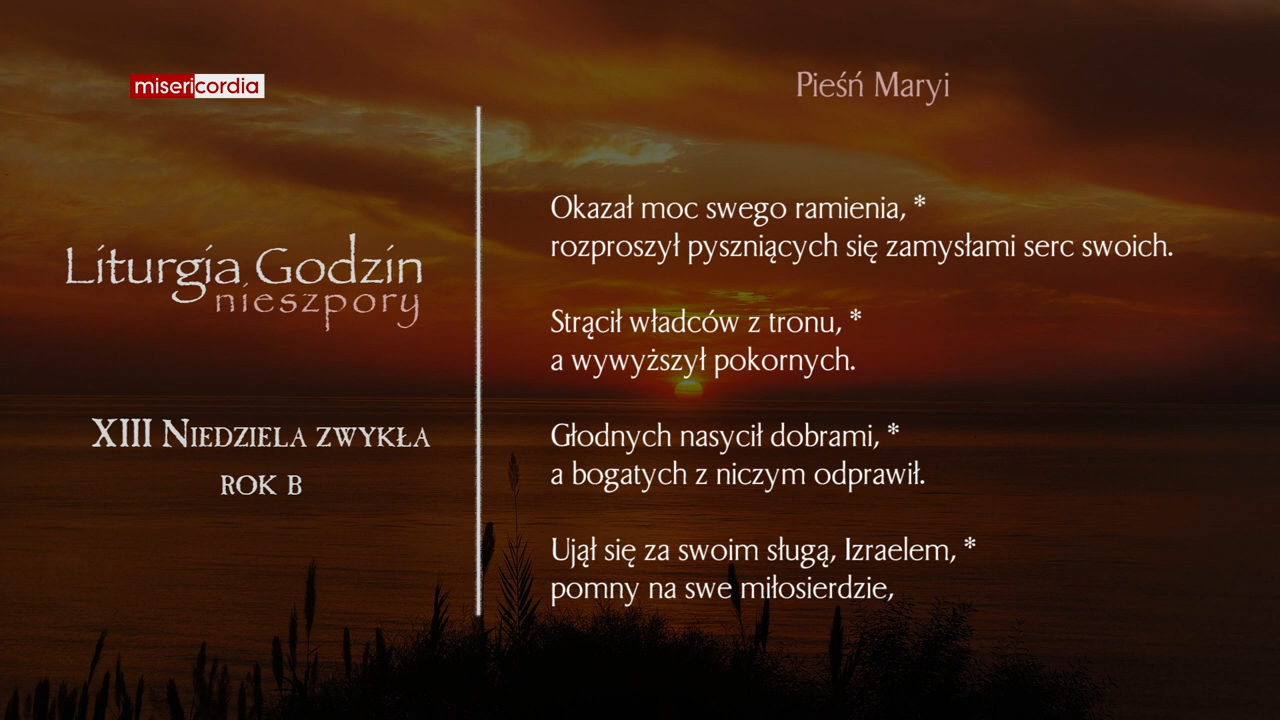 misericordia
Liturgia Godzin
nieszpory
XIII Niedziela zwykła
rok B
Pieśń Maryi
Okazał moc swego ramienia, *
rozproszył pyszniących się zamysłami serc swoich.
Strącił władców z tronu, *
a wywyższył pokornych.
Głodnych nasycił dobrami, *
a bogatych z niczym odprawił.
Ujął się za swoim sługą, Izraelem, *
pomny na swe miłosierdzie,